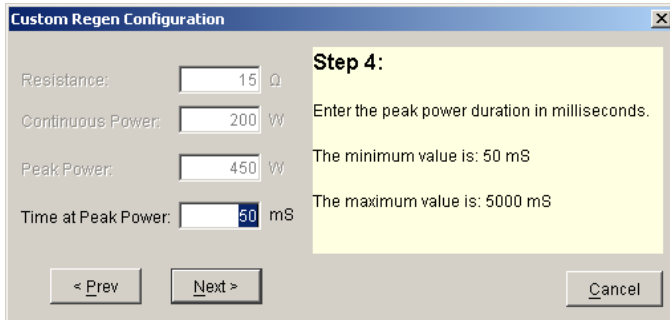 Custom Regen Configuration
Resistance: 15 Ω
Continuous Power: 200 W
Peak Power: 450 W
Time at Peak Power: 50 mS
< Prev
Next >
Step 4:
Enter the peak power duration in milliseconds.
The minimum value is: 50 mS
The maximum value is: 5000 mS
Cancel